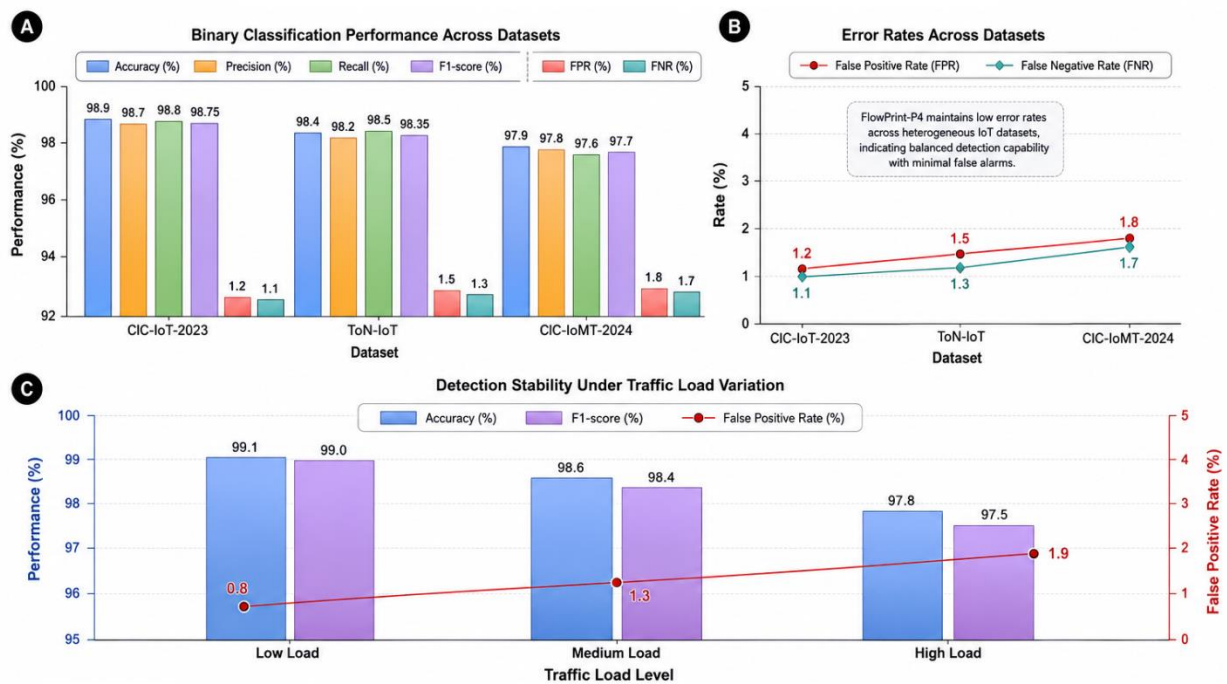 A
Binary Classification Performance Across Datasets
Accuracy (%) Precision (%) Recall (%) F1-score (%) FPR (%) FNR (%)
Performance (%)
100
98
96
94
92
98.9 98.7 98.8 98.75 1.2 1.1
98.4 98.2 98.5 98.35 1.5 1.3
97.9 97.8 97.6 97.7 1.8 1.7
CIC-IoT-2023 ToN-IoT CIC-IoMT-2024
Dataset
B
Error Rates Across Datasets
False Positive Rate (FPR) False Negative Rate (FNR)
FlowPrint-P4 maintains low error rates
across heterogeneous IoT datasets,
indicating balanced detection capability
with minimal false alarms.
Rate (%)
5
4
3
2
1
0
1.2 1.5 1.8
1.1 1.3 1.7
CIC-IoT-2023 ToN-IoT CIC-IoMT-2024
Dataset
C
Detection Stability Under Traffic Load Variation
Accuracy (%) F1-score (%) False Positive Rate (%)
Performance (%)
100
99
98
97
96
95
99.1 99.0 98.6 98.4 97.8 97.5
0.8 1.3 1.9
5
4
3
2
1
0
False Positive Rate (%)
Low Load Medium Load High Load
Traffic Load Level